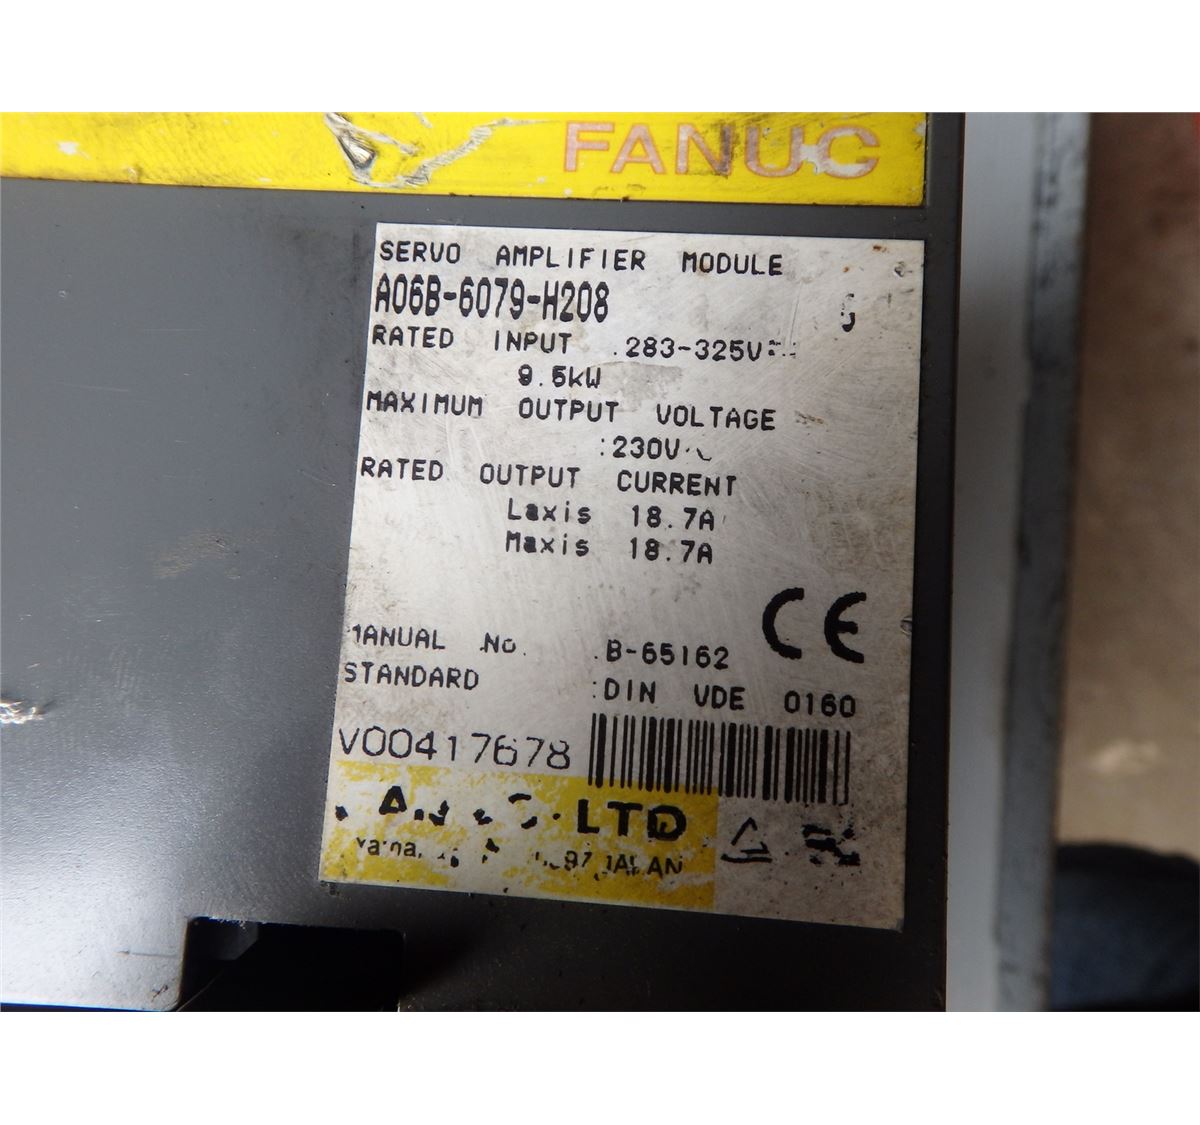 FANUC
SERVO AMPLIFIER MODULE
A06B-6079-H208
RATED INPUT 283-325V
9.5kW
MAXIMUM OUTPUT VOLTAGE
:230V
RATED OUTPUT CURRENT
Laxis 18.7A
Maxis 18.7A
CE
MANUAL No. B-65162
STANDARD :DIN VDE 0160
V00417678
LTD
JAPAN